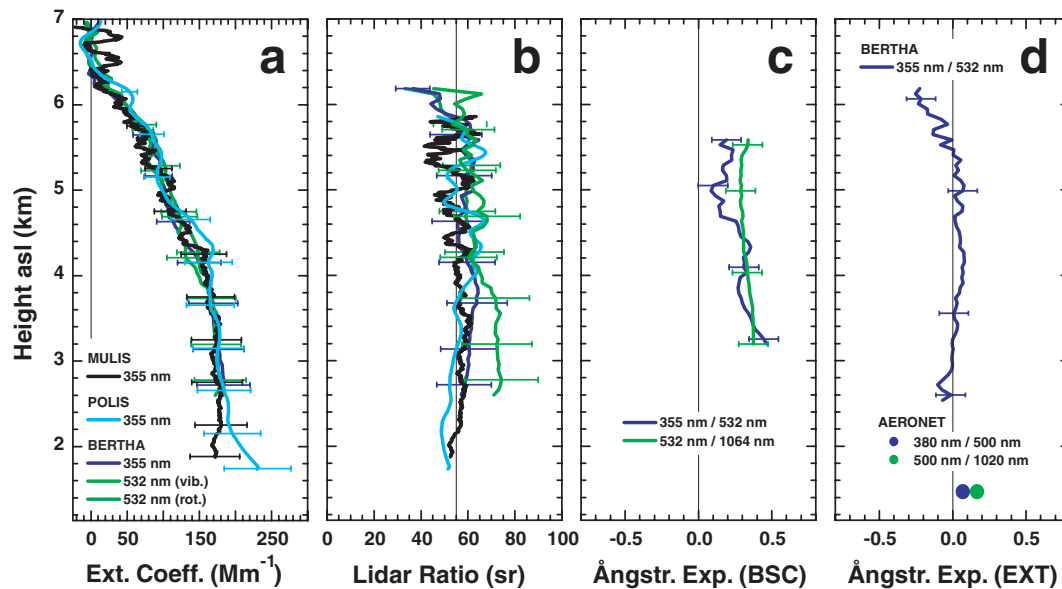 a
b
c
d
7
6
5
4
3
2
Height asl (km)
MULIS
355 nm
POLIS
355 nm
BERTHA
355 nm
532 nm (vib.)
532 nm (rot.)
0 50 150 250
Ext. Coeff. (Mm-1)
0 20 40 60 80 100
Lidar Ratio (sr)
355 nm / 532 nm
532 nm / 1064 nm
-0.5 0.0 0.5
Ångstr. Exp. (BSC)
BERTHA
355 nm / 532 nm
AERONET
380 nm / 500 nm
500 nm / 1020 nm
-0.5 0.0 0.5
Ångstr. Exp. (EXT)